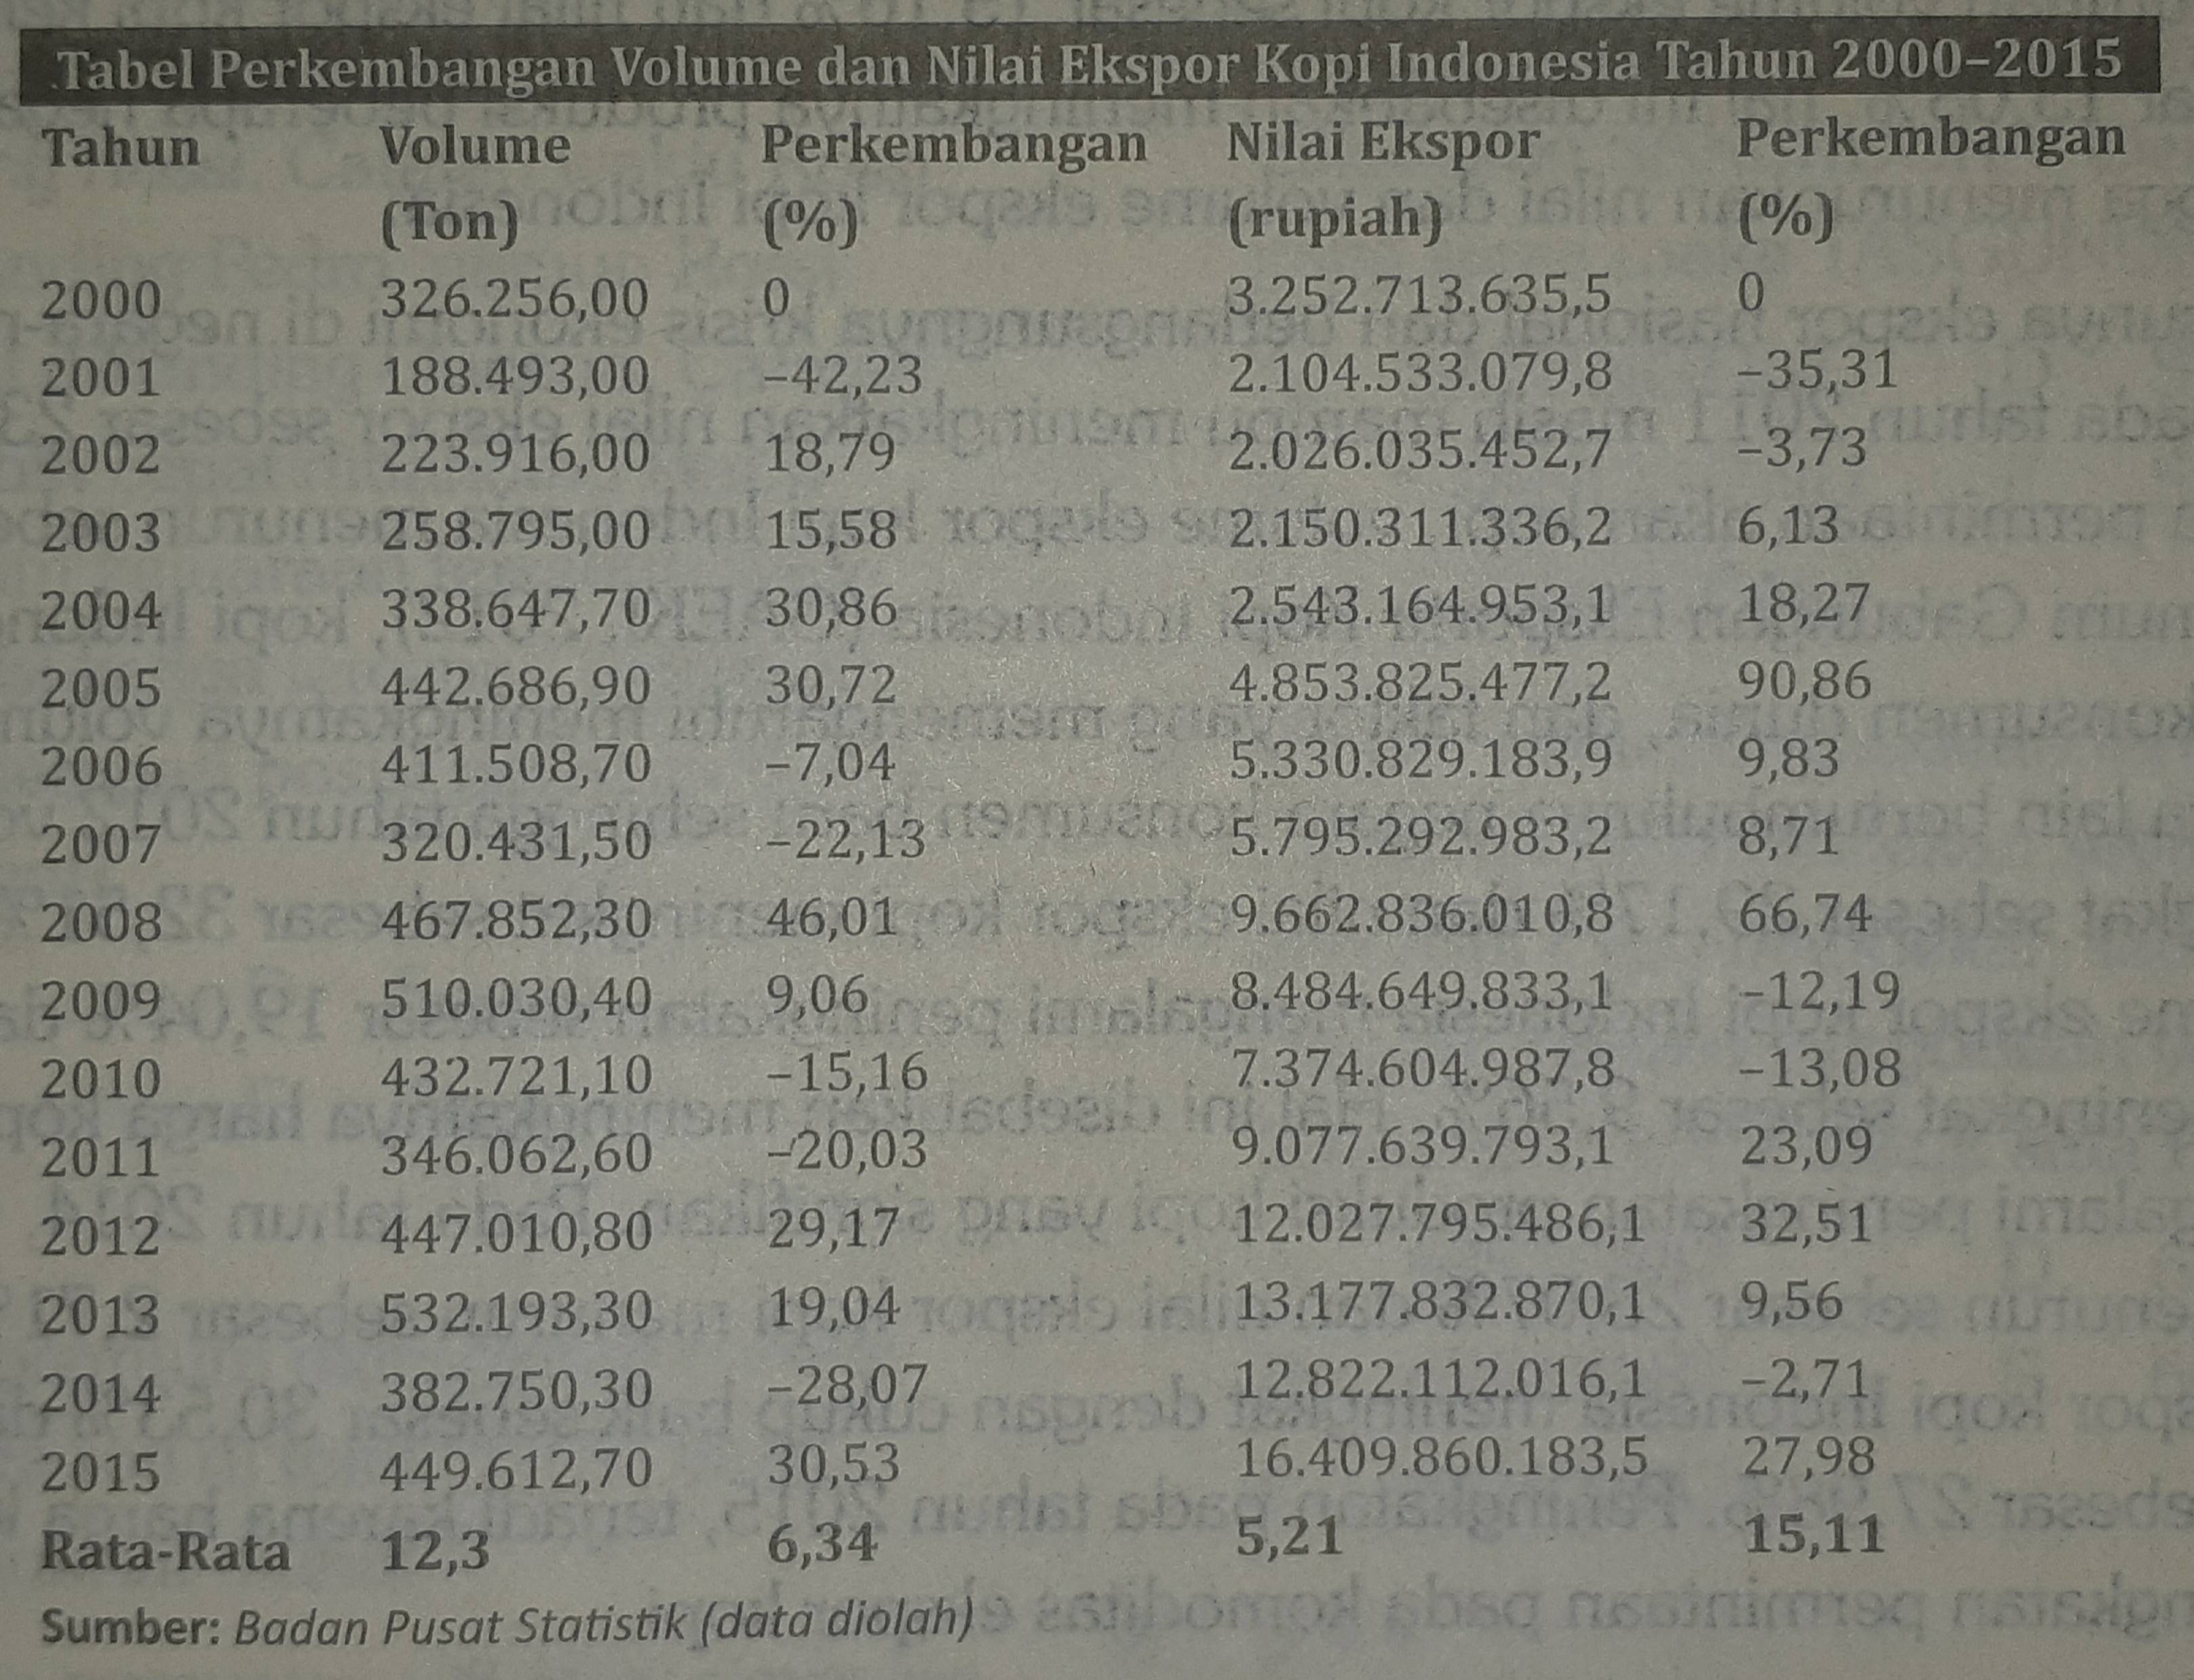 Tabel Perkembangan Volume dan Nilai Ekspor Kopi Indonesia Tahun 2000–2015
Tahun Volume Perkembangan Nilai Ekspor Perkembangan
(Ton) (%) (rupiah) (%)
2000 326.256,00 0 3.252.713.635,5 0
2001 188.493,00 –42,23 2.104.533.079,8 –35,31
2002 223.916,00 18,79 2.026.035.452,7 –3,73
2003 258.795,00 15,58 2.150.311.336,2 6,13
2004 338.647,70 30,86 2.543.164.953,1 18,27
2005 442.686,90 30,72 4.853.825.477,2 90,86
2006 411.508,70 –7,04 5.330.829.183,9 9,83
2007 320.431,50 –22,13 5.795.292.983,2 8,71
2008 467.852,30 46,01 9.662.836.010,8 66,74
2009 510.030,40 9,06 8.484.649.833,1 –12,19
2010 432.721,10 –15,16 7.374.604.987,8 –13,08
2011 346.062,60 –20,03 9.077.639.793,1 23,09
2012 447.010,80 29,17 12.027.795.486,1 32,51
2013 532.193,30 19,04 13.177.832.870,1 9,56
2014 382.750,30 –28,07 12.822.112.016,1 –2,71
2015 449.612,70 30,53 16.409.860.183,5 27,98
Rata-Rata 12,3 6,34 5,21 15,11
Sumber: Badan Pusat Statistik (data diolah)